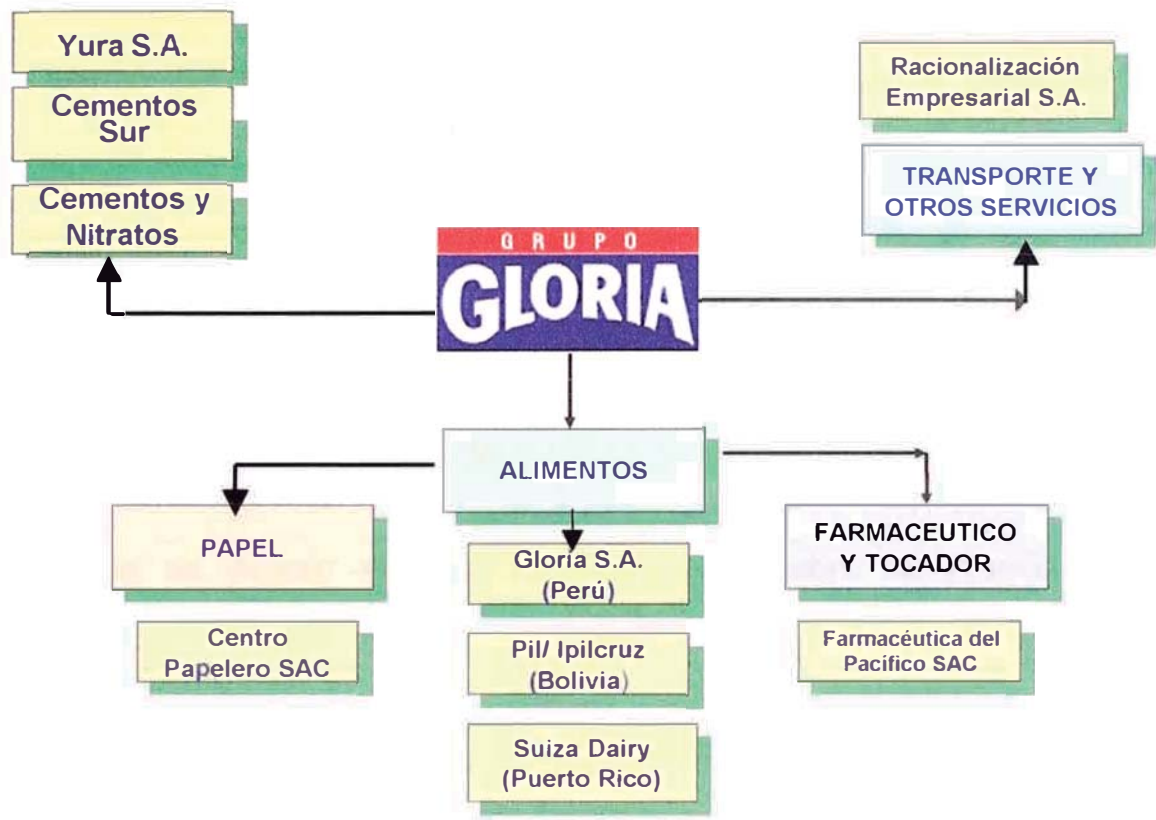 Yura S.A.
Cementos
Sur
Cementos y
Nitratos
Racionalización
Empresarial S.A.
TRANSPORTE Y
OTROS SERVICIOS
GRUPO
GLORIA
ALIMENTOS
PAPEL
Centro
Papelero SAC
Gloria S.A.
(Perú)
Pil/ Ipilcruz
(Bolivia)
Suiza Dairy
(Puerto Rico)
FARMACEUTICO
Y TOCADOR
Farmacéutica del
Pacífico SAC